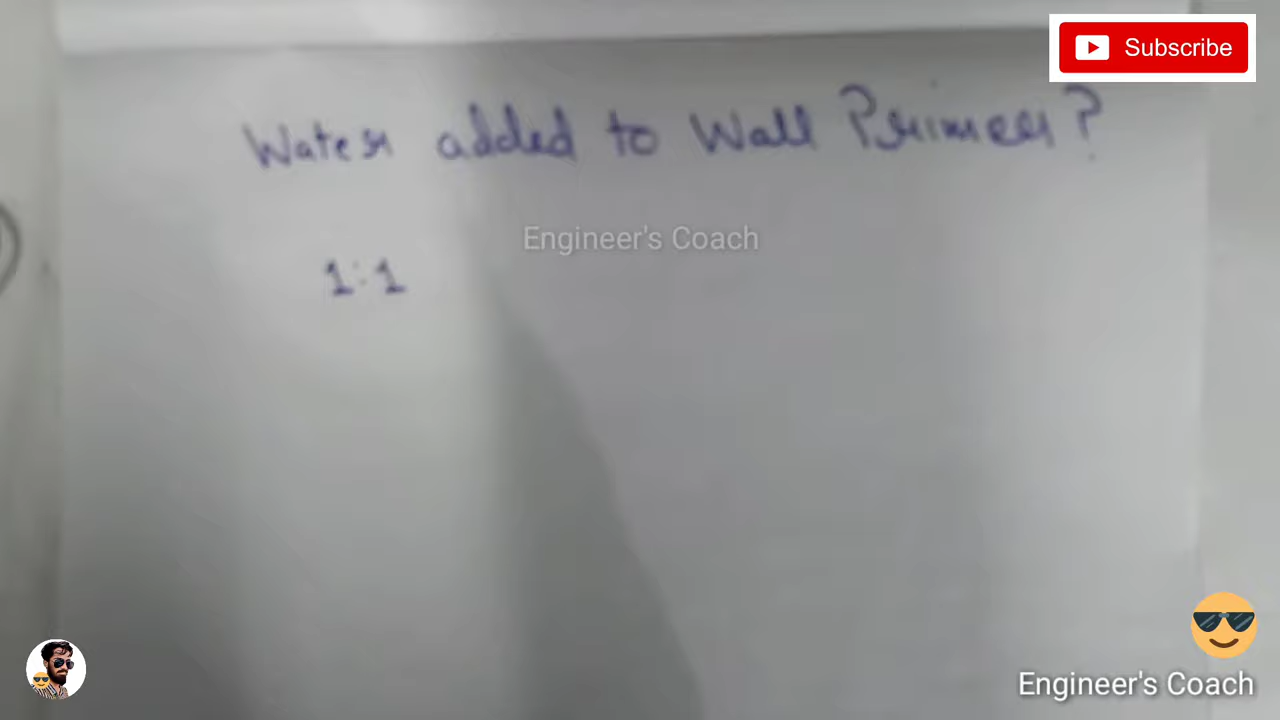 Subscribe
Water added to Wall Primer?
Engineer's Coach
1:1
Engineer's Coach